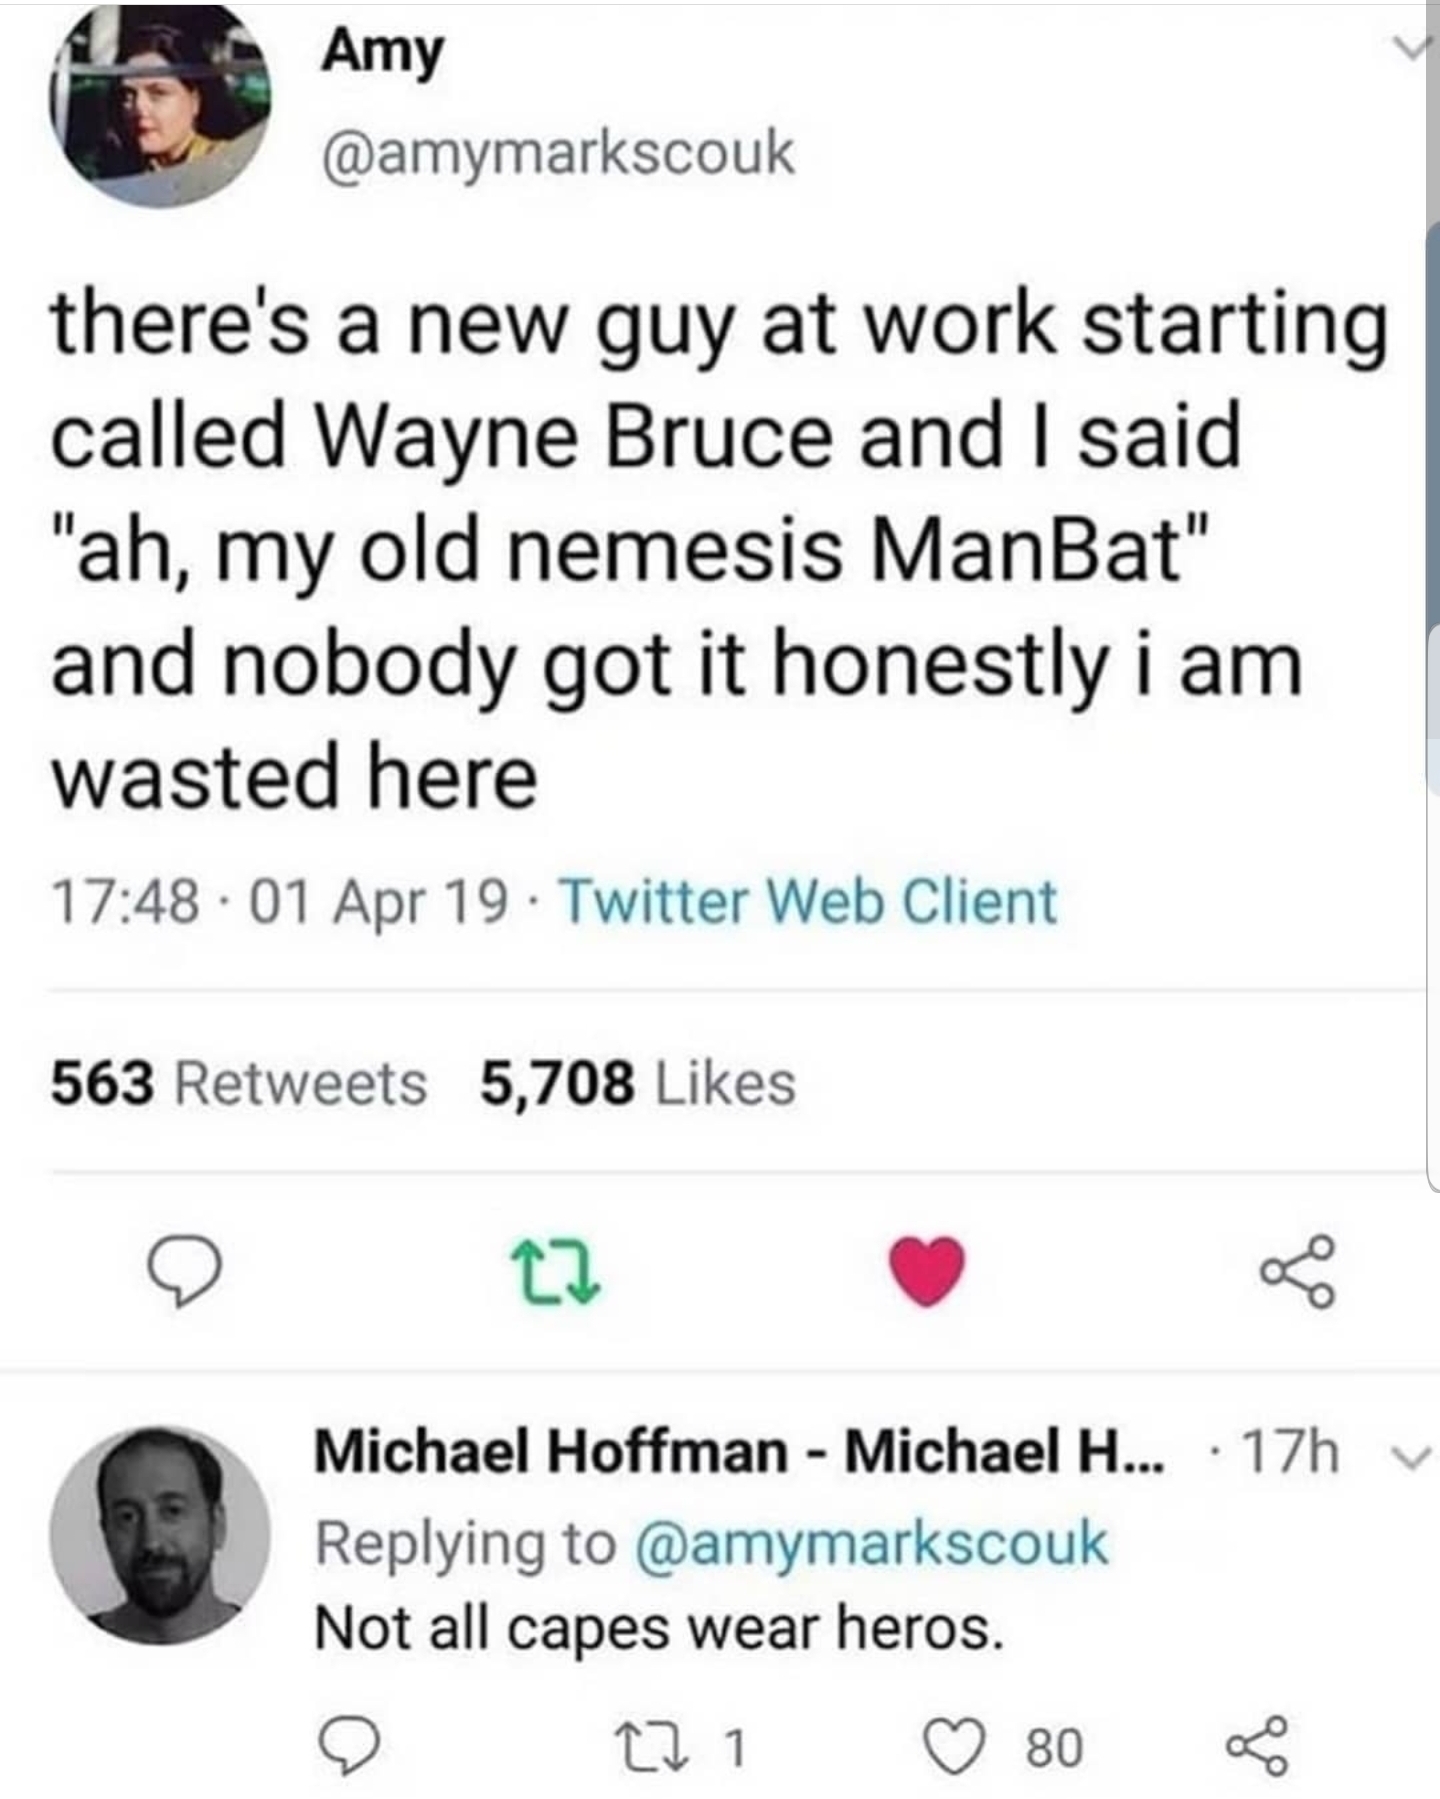 Amy
@amymarkscouk
there's a new guy at work starting
called Wayne Bruce and I said
"ah, my old nemesis ManBat"
and nobody got it honestly i am
wasted here
17:48 · 01 Apr 19 · Twitter Web Client
563 Retweets 5,708 Likes
Michael Hoffman - Michael H... · 17h
Replying to @amymarkscouk
Not all capes wear heros.
1 80